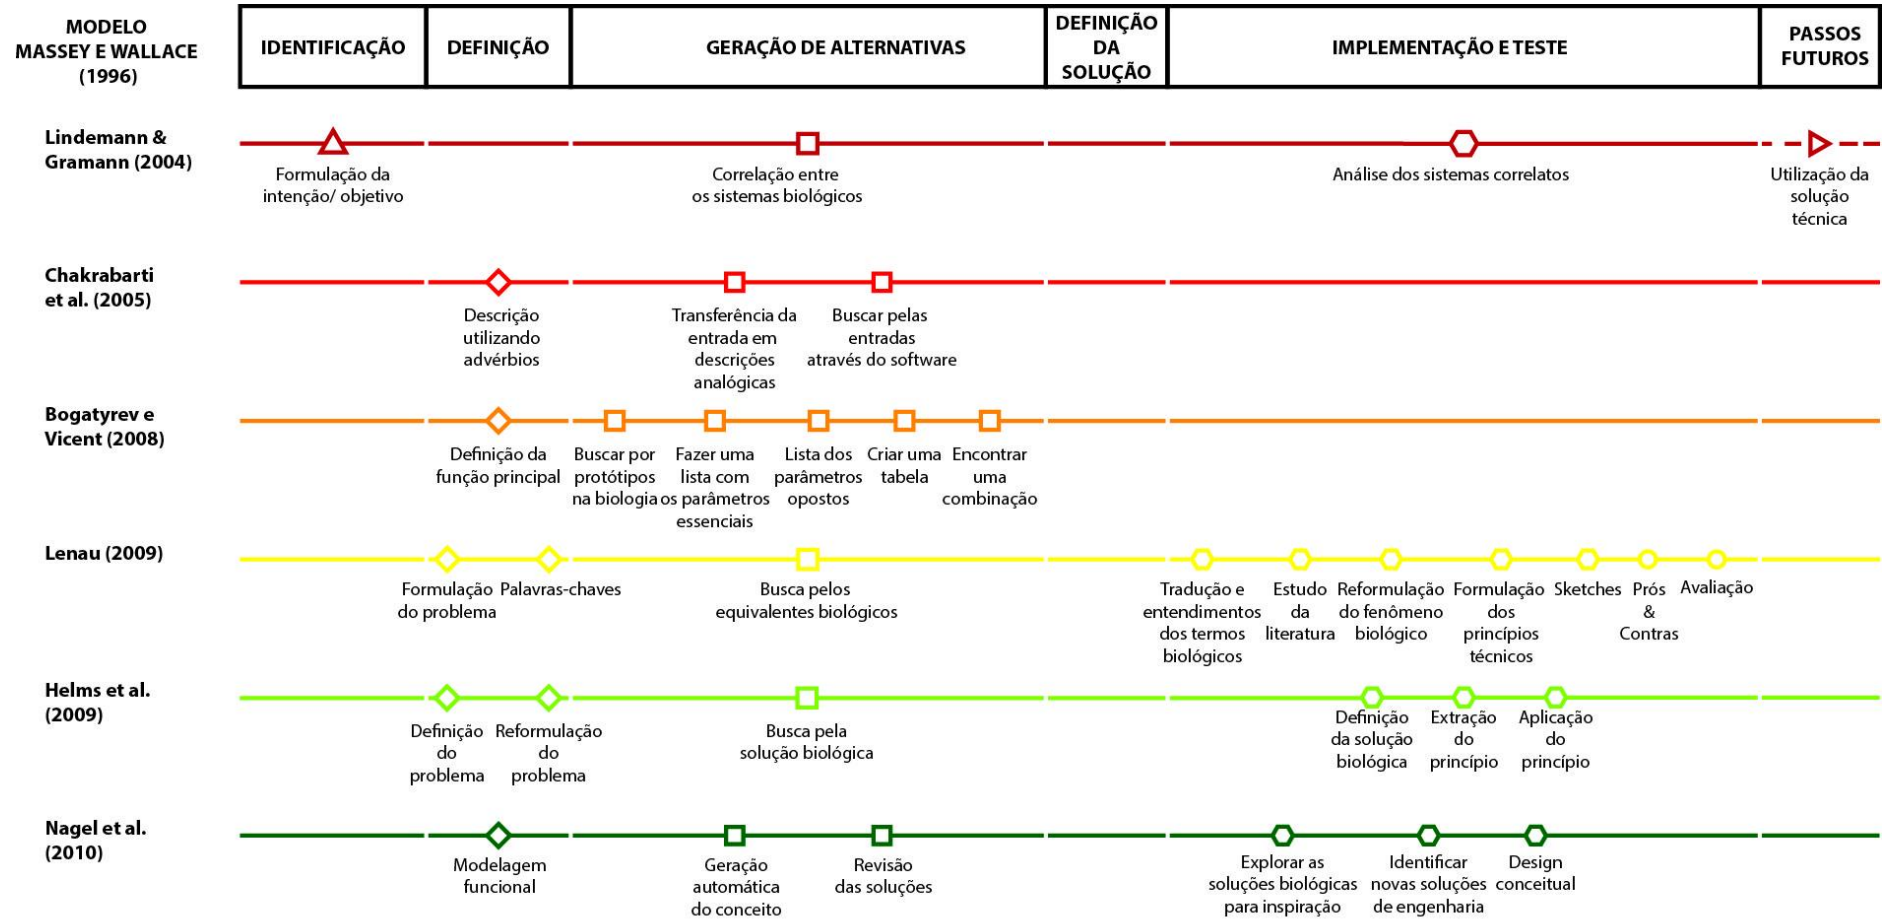 MODELO
MASSEY E WALLACE
(1996)
IDENTIFICAÇÃO
DEFINIÇÃO
GERAÇÃO DE ALTERNATIVAS
DEFINIÇÃO
DA
SOLUÇÃO
IMPLEMENTAÇÃO E TESTE
PASSOS
FUTUROS
Lindemann &
Gramann (2004)
Formulação da
intenção/ objetivo
Correlação entre
os sistemas biológicos
Análise dos sistemas correlatos
Utilização da
solução
técnica
Chakrabarti
et al. (2005)
Descrição
utilizando
advérbios
Transferência da
entrada em
descrições
analógicas
Buscar pelas
entradas
através do software
Bogatyrev e
Vicent (2008)
Definição da
função principal
Buscar por
protótipos
na biologia
Fazer uma
lista com
os parâmetros
essenciais
Lista dos
parâmetros
opostos
Criar uma
tabela
Encontrar
uma
combinação
Lenau (2009)
Formulação
do problema
Palavras-chaves
Busca pelos
equivalentes biológicos
Tradução e
entendimentos
dos termos
biológicos
Estudo
da
literatura
Reformulação
do fenômeno
biológico
Formulação
dos
princípios
técnicos
Sketches
Prós
&
Contras
Avaliação
Helms et al.
(2009)
Definição
do
problema
Reformulação
do
problema
Busca pela
solução biológica
Definição
da solução
biológica
Extração
do
princípio
Aplicação
do
princípio
Nagel et al.
(2010)
Modelagem
funcional
Geração
automática
do conceito
Revisão
das soluções
Explorar as
soluções biológicas
para inspiração
Identificar
novas soluções
de engenharia
Design
conceitual